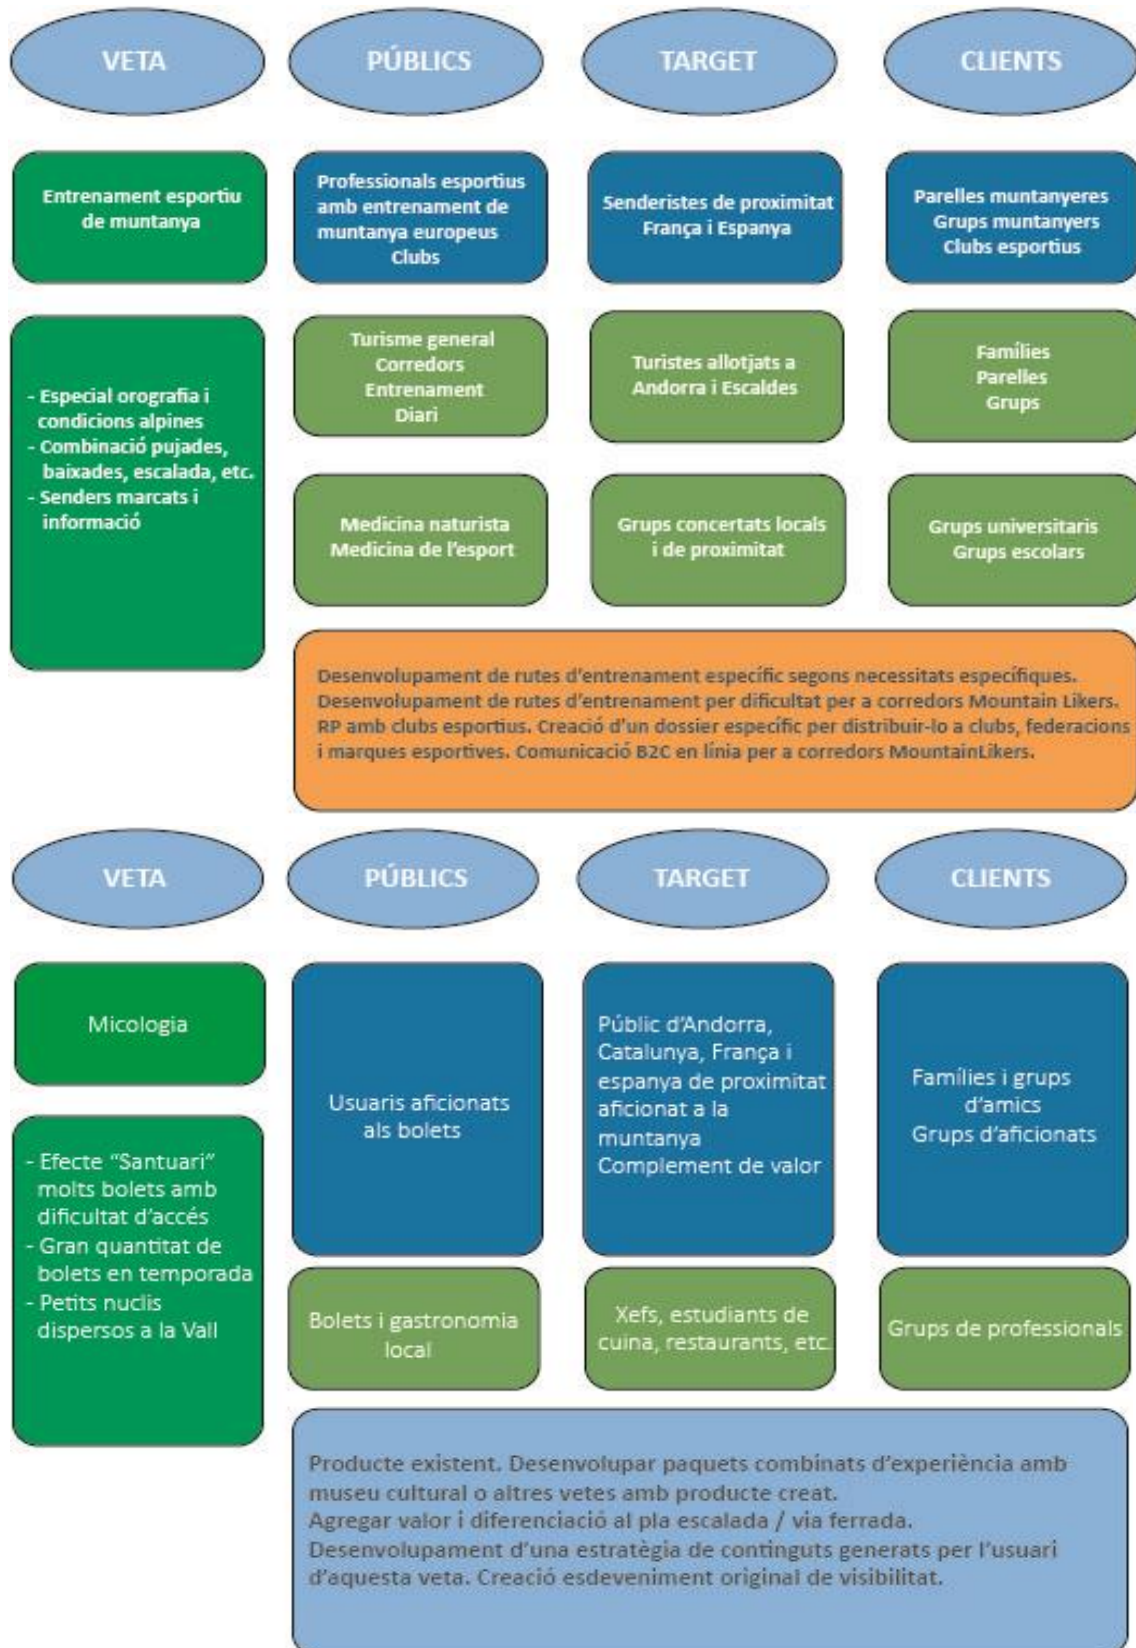 VETA
PÚBLICS
TARGET
CLIENTS
Entrenament esportiu
de muntanya
Professionals esportius
amb entrenament de
muntanya europeus
Clubs
Senderistes de proximitat
França i Espanya
Parelles muntanyeres
Grups muntanyers
Clubs esportius
- Especial orografia i
condicions alpines
- Combinació pujades,
baixades, escalada, etc.
- Senders marcats i
informació
Turisme general
Corredors
Entrenament
Diari
Turistes allotjats a
Andorra i Escaldes
Famílies
Parelles
Grups
Medicina naturista
Medicina de l'esport
Grups concertats locals
i de proximitat
Grups universitaris
Grups escolars
Desenvolupament de rutes d'entrenament específic segons necessitats específiques.
Desenvolupament de rutes d'entrenament per dificultat per a corredors Mountain Likers.
RP amb clubs esportius. Creació d'un dossier específic per distribuir-lo a clubs, federacions
i marques esportives. Comunicació B2C en línia per a corredors MountainLikers.
VETA
PÚBLICS
TARGET
CLIENTS
Micologia
Usuaris aficionats
als bolets
Públic d'Andorra,
Catalunya, França i
espanya de proximitat
aficionat a la
muntanya
Complement de valor
Famílies i grups
d'amics
Grups d'aficionats
- Efecte “Santuari”
molts bolets amb
dificultat d'accés
- Gran quantitat de
bolets en temporada
- Petits nuclis
dispersos a la Vall
Bolets i gastronomia
local
Xefs, estudiants de
cuina, restaurants, etc.
Grups de professionals
Producte existent. Desenvolupar paquets combinats d'experiència amb
museu cultural o altres vetes amb producte creat.
Agregar valor i diferenciació al pla escalada / via ferrada.
Desenvolupament d'una estratègia de continguts generats per l'usuari
d'aquesta veta. Creació esdeveniment original de visibilitat.